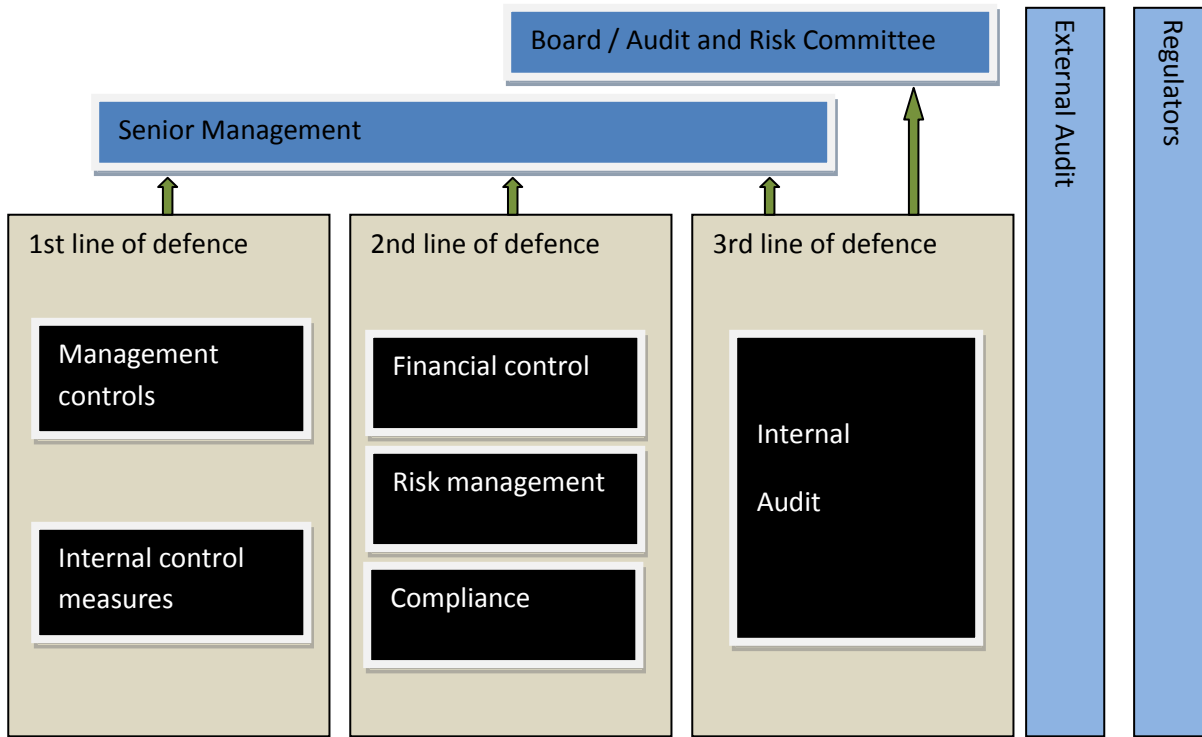 Board / Audit and Risk Committee
Senior Management
1st line of defence
Management
controls
Internal control
measures
2nd line of defence
Financial control
Risk management
Compliance
3rd line of defence
Internal
Audit
External Audit
Regulators